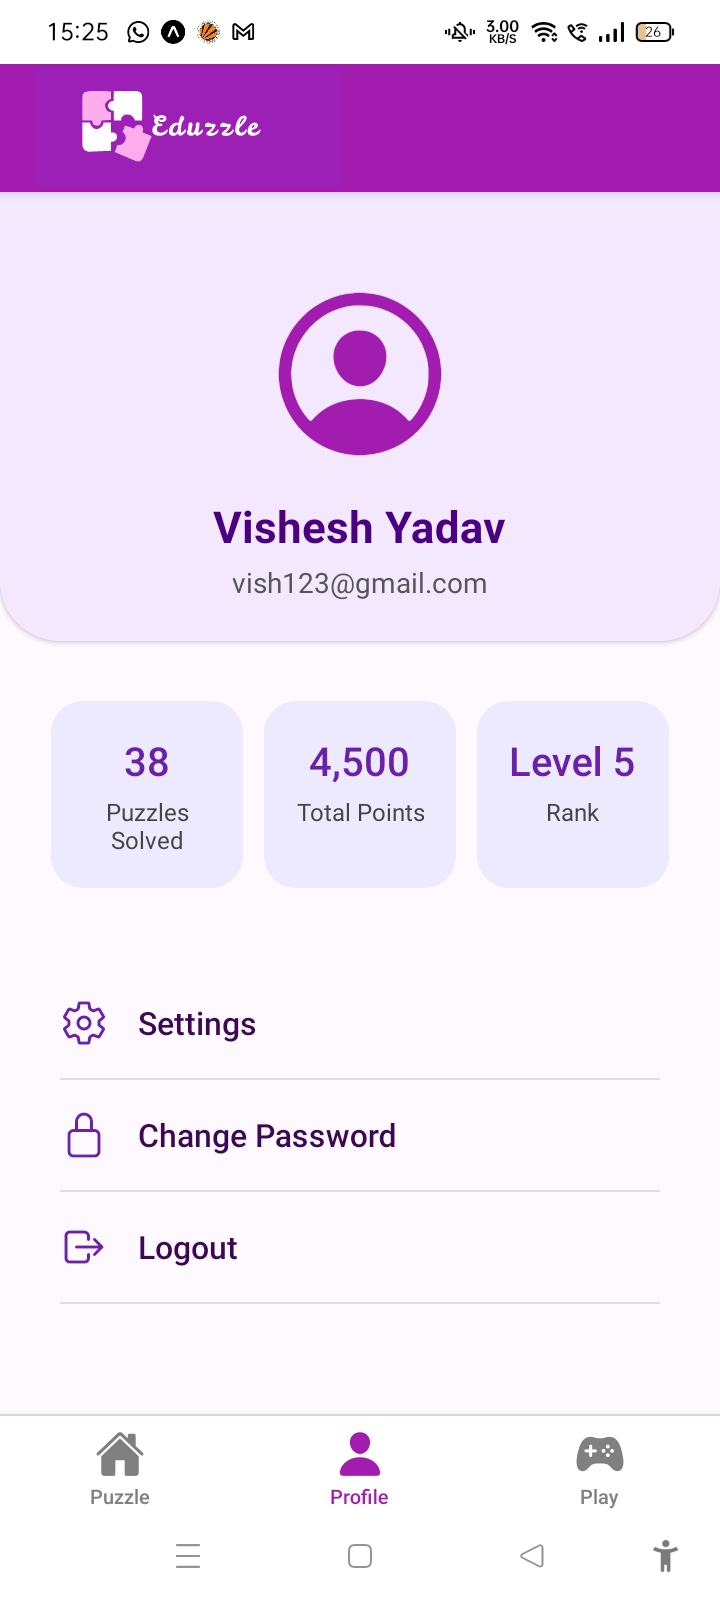 15:25
3.00
KB/S
26
Eduzzle
Vishesh Yadav
vish123@gmail.com
38
Puzzles
Solved
4,500
Total Points
Level 5
Rank
Settings
Change Password
Logout
Puzzle
Profile
Play